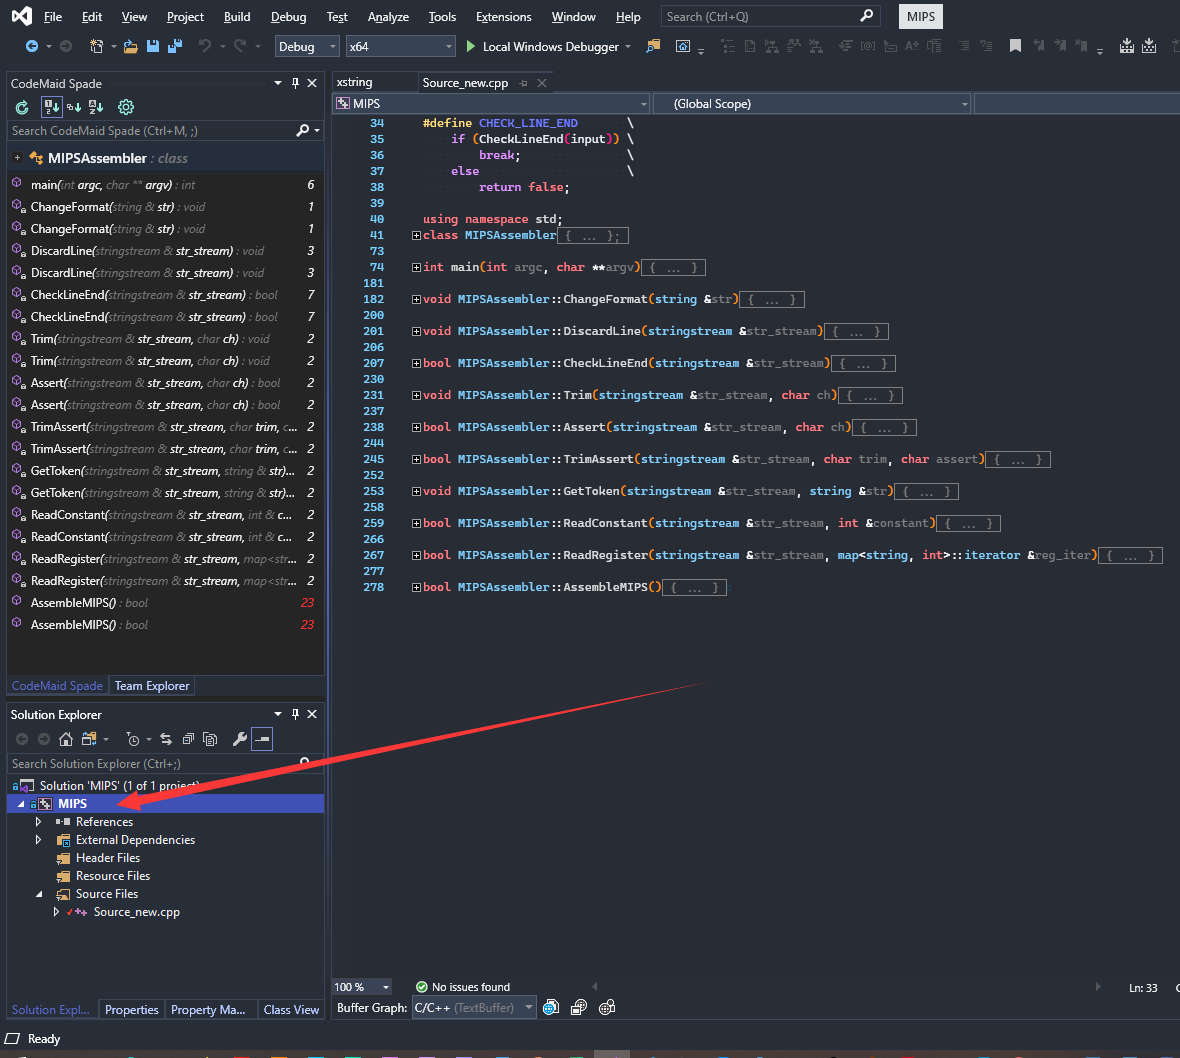 File Edit View Project Build Debug Test Analyze Tools Extensions Window Help Search (Ctrl+Q) MIPS
Debug x64 Local Windows Debugger
CodeMaid Spade
Search CodeMaid Spade (Ctrl+M, ;)
MIPSAssembler : class
main(int argc, char ** argv) : int 6
ChangeFormat(string & str) : void 1
ChangeFormat(string & str) : void 1
DiscardLine(stringstream & str_stream) : void 3
DiscardLine(stringstream & str_stream) : void 3
CheckLineEnd(stringstream & str_stream) : bool 7
CheckLineEnd(stringstream & str_stream) : bool 7
Trim(stringstream & str_stream, char ch) : void 2
Trim(stringstream & str_stream, char ch) : void 2
Assert(stringstream & str_stream, char ch) : bool 2
Assert(stringstream & str_stream, char ch) : bool 2
TrimAssert(stringstream & str_stream, char trim, c... 2
TrimAssert(stringstream & str_stream, char trim, c... 2
GetToken(stringstream & str_stream, string & str)... 2
GetToken(stringstream & str_stream, string & str)... 2
ReadConstant(stringstream & str_stream, int & c... 2
ReadConstant(stringstream & str_stream, int & c... 2
ReadRegister(stringstream & str_stream, map<str... 2
ReadRegister(stringstream & str_stream, map<str... 2
AssembleMIPS() : bool 23
AssembleMIPS() : bool 23
CodeMaid Spade Team Explorer
Solution Explorer
Search Solution Explorer (Ctrl+;)
Solution 'MIPS' (1 of 1 project)
MIPS
References
External Dependencies
Header Files
Resource Files
Source Files
Source_new.cpp
Solution Expl... Properties Property Ma... Class View
xstring Source_new.cpp
MIPS (Global Scope)
34 #define CHECK_LINE_END \
35 if (CheckLineEnd(input)) \
36 break; \
37 else \
38 return false;
39
40 using namespace std;
41 class MIPSAssembler{ ... };
73
74 int main(int argc, char **argv){ ... }
181
182 void MIPSAssembler::ChangeFormat(string &str){ ... }
200
201 void MIPSAssembler::DiscardLine(stringstream &str_stream){ ... }
206
207 bool MIPSAssembler::CheckLineEnd(stringstream &str_stream){ ... }
230
231 void MIPSAssembler::Trim(stringstream &str_stream, char ch){ ... }
237
238 bool MIPSAssembler::Assert(stringstream &str_stream, char ch){ ... }
244
245 bool MIPSAssembler::TrimAssert(stringstream &str_stream, char trim, char assert){ ... }
252
253 void MIPSAssembler::GetToken(stringstream &str_stream, string &str){ ... }
258
259 bool MIPSAssembler::ReadConstant(stringstream &str_stream, int &constant){ ... }
266
267 bool MIPSAssembler::ReadRegister(stringstream &str_stream, map<string, int>::iterator &reg_iter){ ... }
277
278 bool MIPSAssembler::AssembleMIPS(){ ... }
100 % No issues found Ln: 33
Buffer Graph: C/C++ (TextBuffer)
Ready